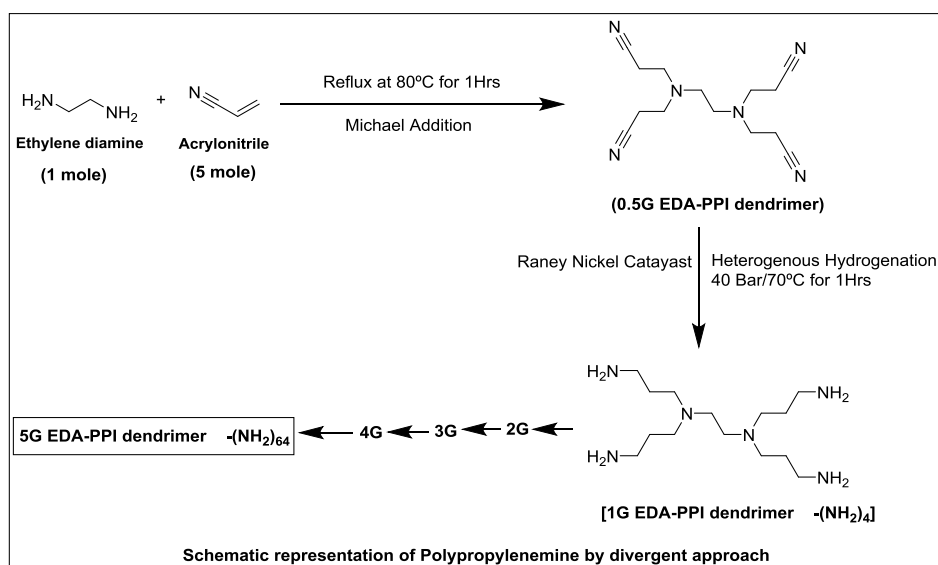 Reflux at 80ºC for 1Hrs
Michael Addition
H₂N
NH₂
+
N
Ethylene diamine
(1 mole)
Acrylonitrile
(5 mole)
N
N
N
N
N
N
(0.5G EDA-PPI dendrimer)
Raney Nickel Catayast
Heterogenous Hydrogenation
40 Bar/70ºC for 1Hrs
H₂N
NH₂
N
N
H₂N
NH₂
[1G EDA-PPI dendrimer -(NH₂)₄]
5G EDA-PPI dendrimer -(NH₂)₆₄
4G
3G
2G
Schematic representation of Polypropylenemine by divergent approach